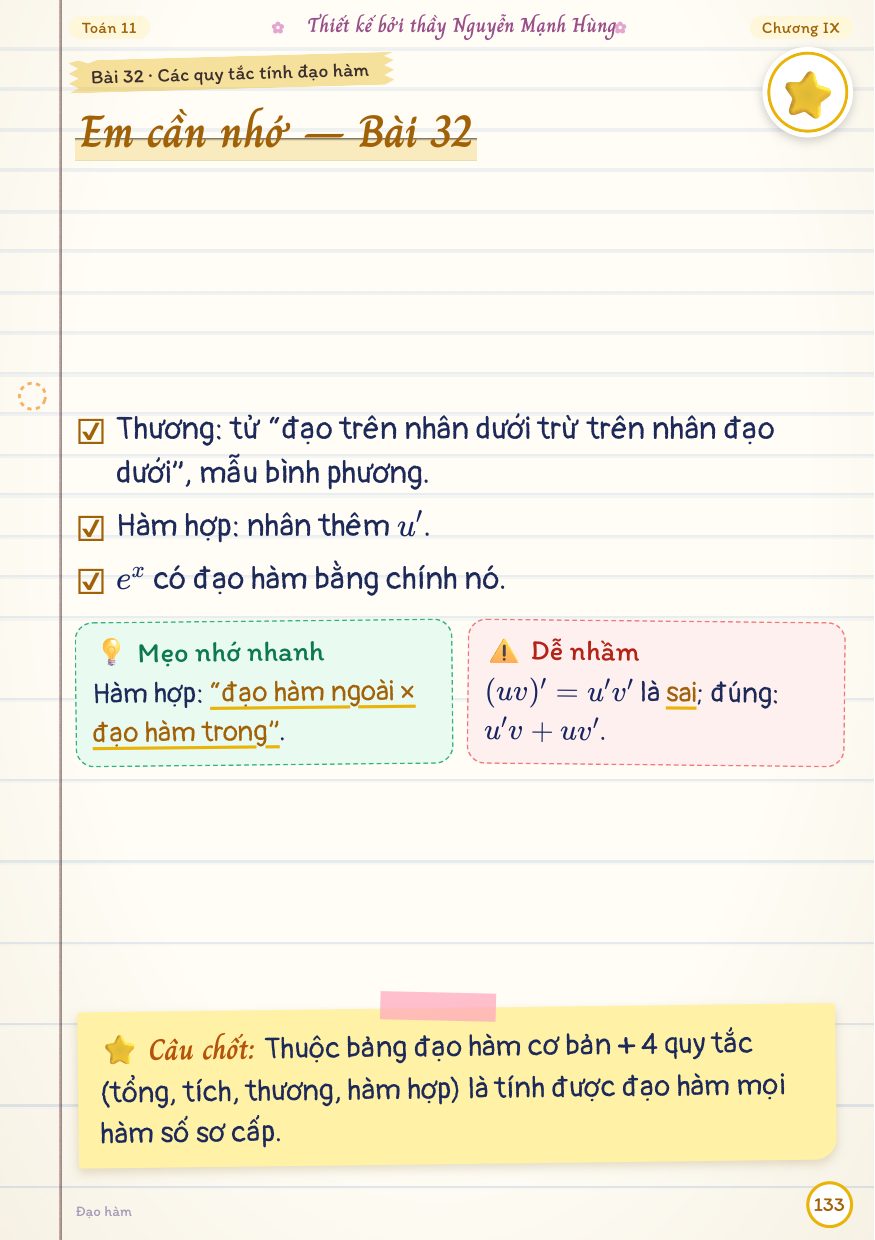 Toán 11
Thiết kế bởi thầy Nguyễn Mạnh Hùng
Chương IX
Bài 32 · Các quy tắc tính đạo hàm
Em cần nhớ — Bài 32
Thương: tử “đạo trên nhân dưới trừ trên nhân đạo
dưới”, mẫu bình phương.
Hàm hợp: nhân thêm u′.
eˣ có đạo hàm bằng chính nó.
Mẹo nhớ nhanh
Hàm hợp: “đạo hàm ngoài ×
đạo hàm trong”.
Dễ nhầm
(uv)′ = u′v′ là sai; đúng:
u′v + uv′.
Câu chốt: Thuộc bảng đạo hàm cơ bản + 4 quy tắc
(tổng, tích, thương, hàm hợp) là tính được đạo hàm mọi
hàm số sơ cấp.
Đạo hàm
133